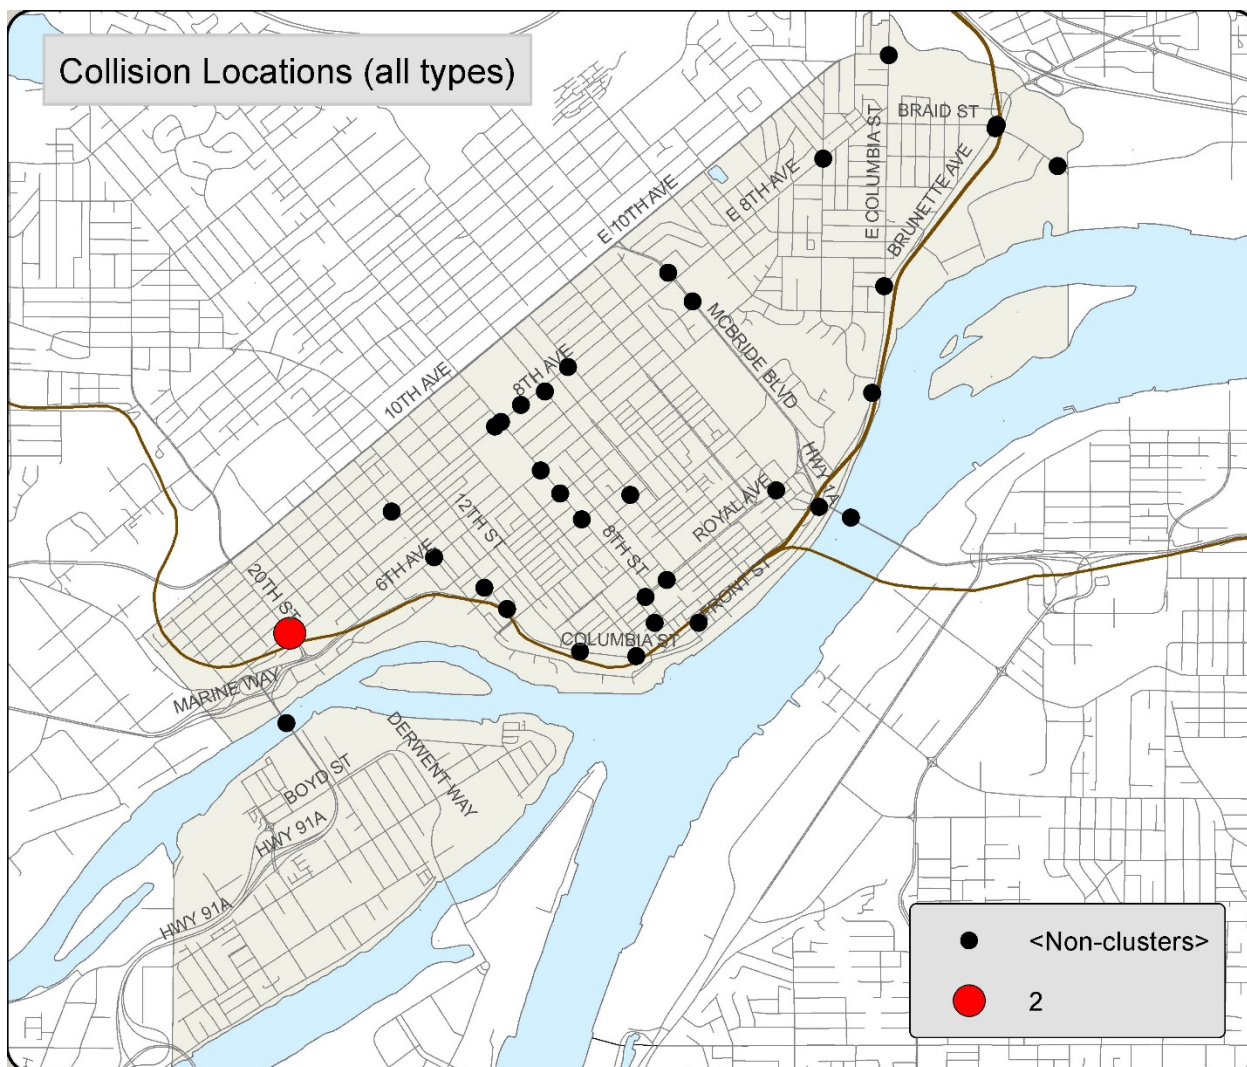 Collision Locations (all types)
BRAID ST
E COLUMBIA ST
E 8TH AVE
BRUNETTE AVE
E 10TH AVE
MCBRIDE BLVD
8TH AVE
10TH AVE
HWY 1A
ROYAL AVE
12TH ST
8TH ST
6TH AVE
20TH ST
FRONT ST
COLUMBIA ST
MARINE WAY
DERWENT WAY
BOYD ST
HWY 91A
HWY 91A
<Non-clusters>
2